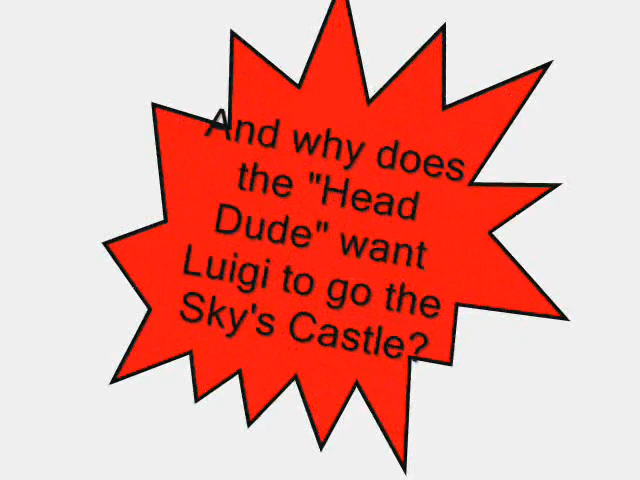 And why does
the "Head
Dude" want
Luigi to go the
Sky's Castle?